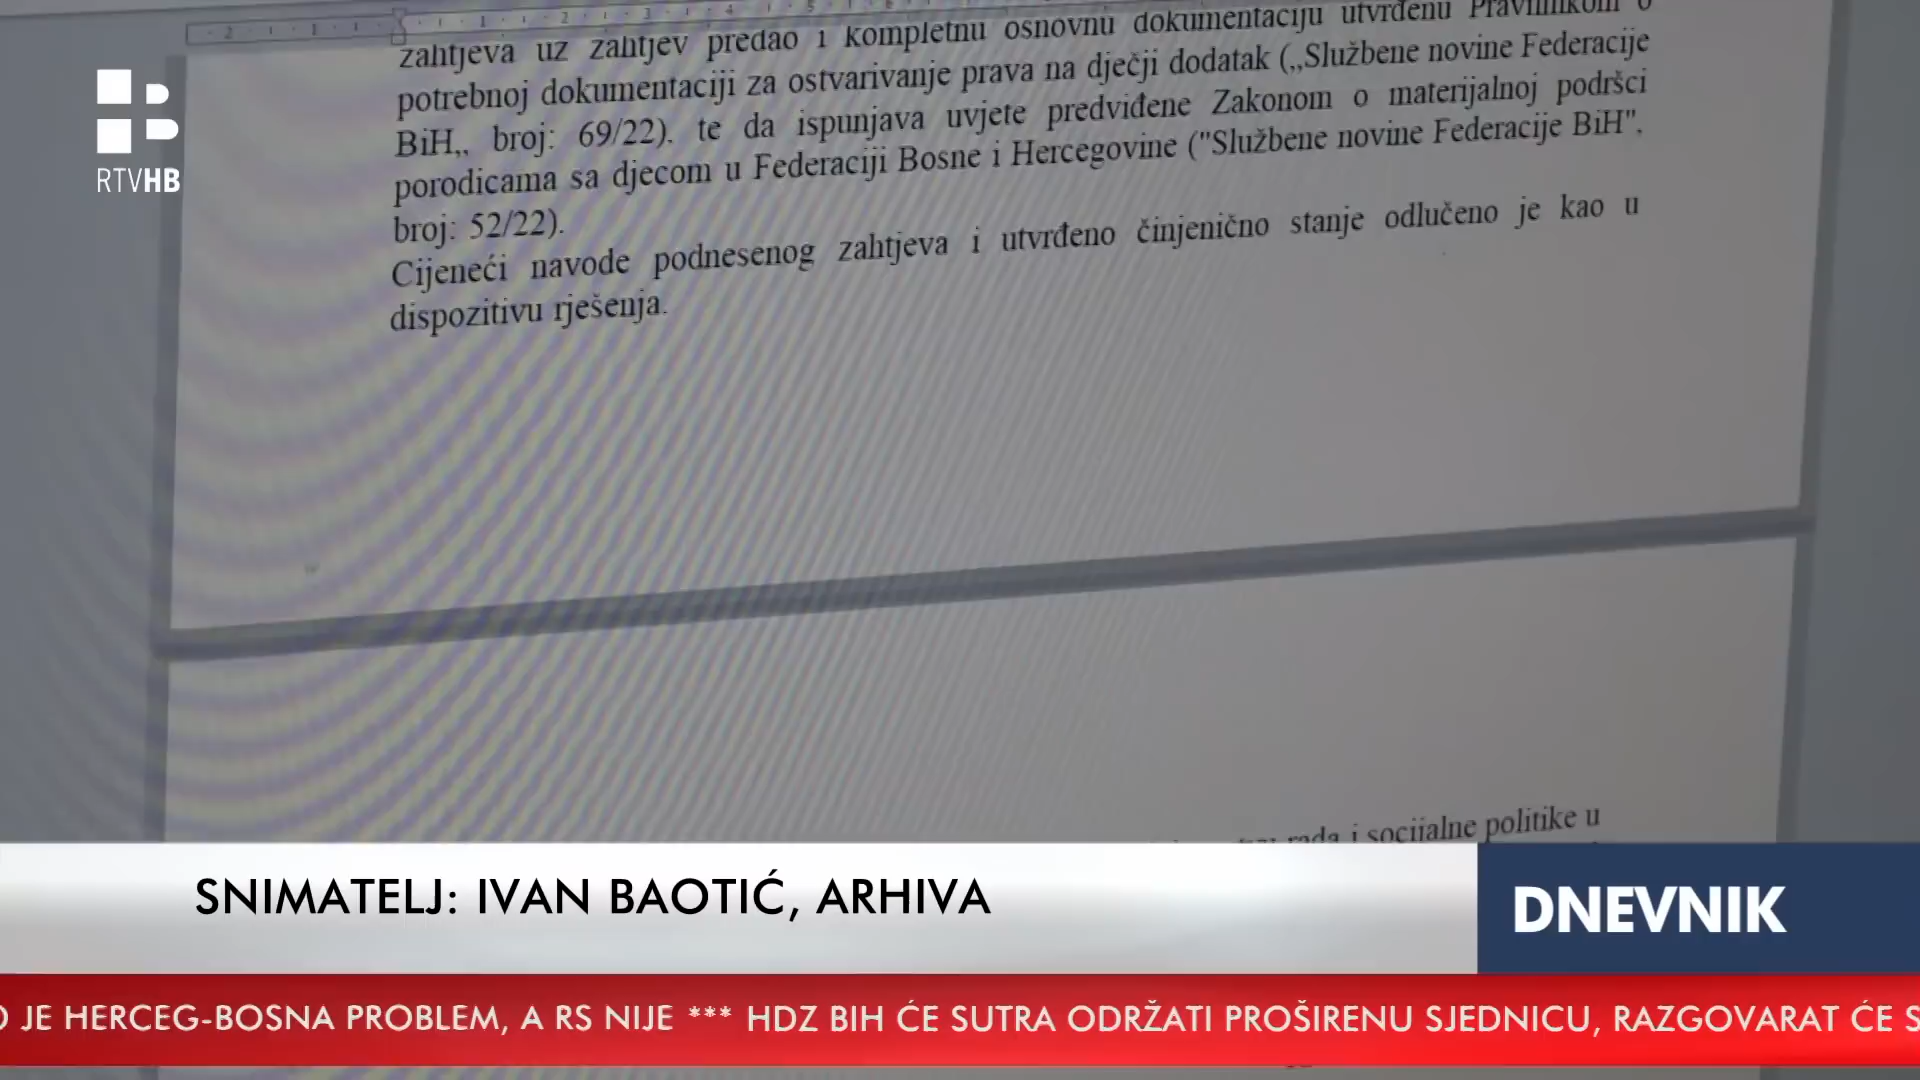 zahtjeva uz zahtjev predao i kompletnu osnovnu dokumentaciju utvrđenu Pravilnikom o
potrebnoj dokumentaciji za ostvarivanje prava na dječji dodatak („Službene novine Federacije
BiH„ broj: 69/22). te da ispunjava uvjete predviđene Zakonom o materijalnoj podršci
porodicama sa djecom u Federaciji Bosne i Hercegovine ("Službene novine Federacije BiH",
broj: 52/22).
Cijeneći navode podnesenog zahtjeva i utvrđeno činjenično stanje odlučeno je kao u
dispozitivu rješenja.
RTVHB
rada i socijalne politike u
SNIMATELJ: IVAN BAOTIĆ, ARHIVA
DNEVNIK
JE HERCEG-BOSNA PROBLEM, A RS NIJE *** HDZ BIH ĆE SUTRA ODRŽATI PROŠIRENU SJEDNICU, RAZGOVARAT ĆE S